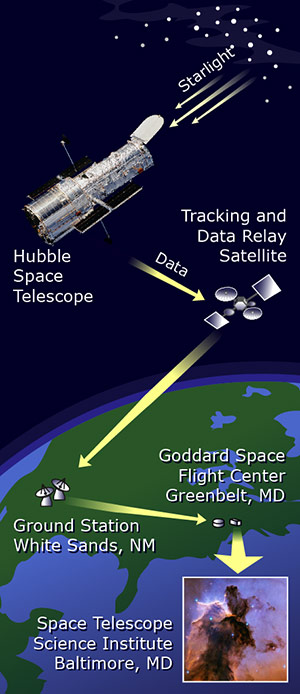 Starlight
Hubble
Space
Telescope
Tracking and
Data Relay
Satellite
Data
Goddard Space
Flight Center
Greenbelt, MD
Ground Station
White Sands, NM
Space Telescope
Science Institute
Baltimore, MD